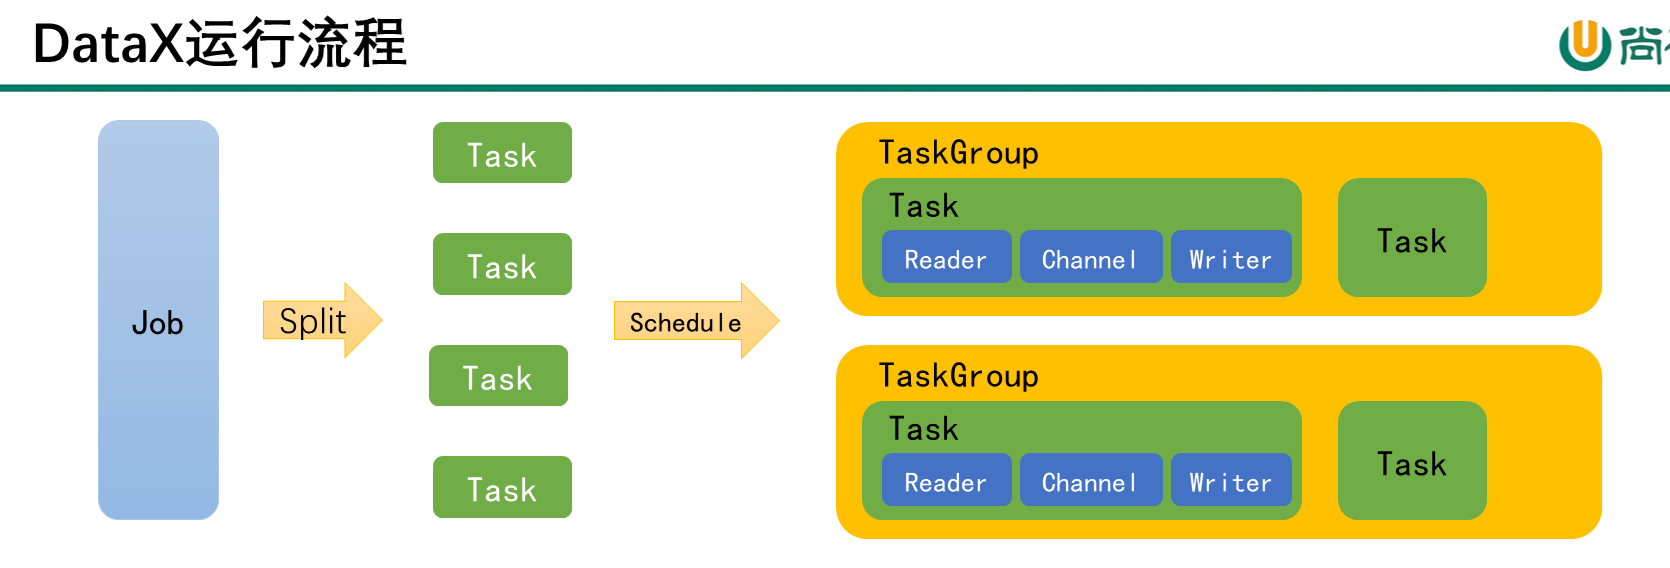 DataX运行流程
尚
Job
Split
Task
Task
Task
Task
Schedule
TaskGroup
Task
Reader
Channel
Writer
Task
TaskGroup
Task
Reader
Channel
Writer
Task